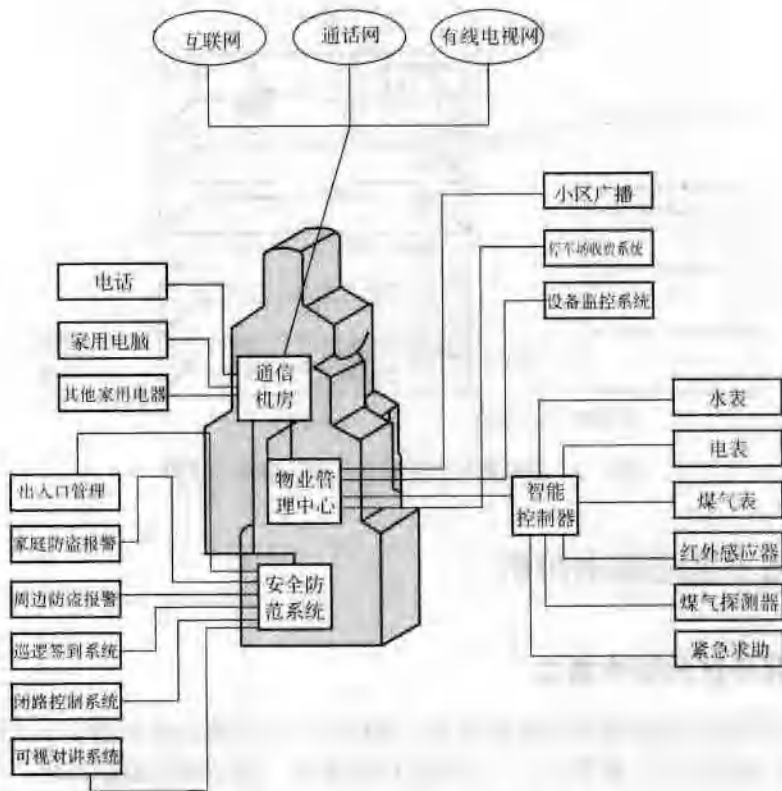 互联网
通话网
有线电视网
小区广播
停车场收费系统
设备监控系统
电话
家用电脑
其他家用电器
通信
机房
物业管
理中心
安全防
范系统
出入口管理
家庭防盗报警
周边防盗报警
巡逻签到系统
闭路控制系统
可视对讲系统
智能
控制器
水表
电表
煤气表
红外感应器
煤气探测器
紧急求助